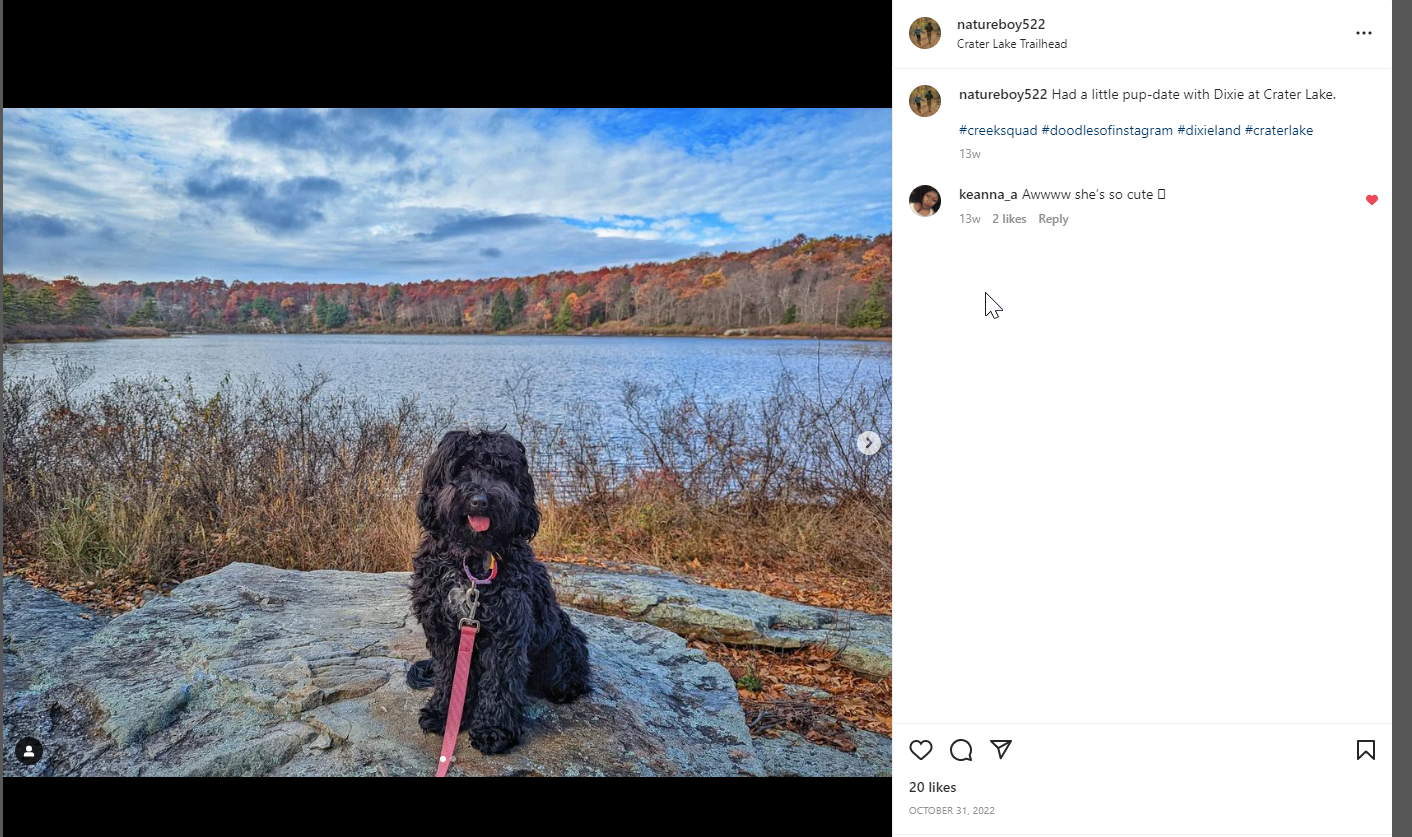 natureboy522
Crater Lake Trailhead
natureboy522 Had a little pup-date with Dixie at Crater Lake.
#creeksquad #doodlesofinstagram #dixieland #craterlake
13w
keanna_a Awwww she's so cute
13w 2 likes Reply
20 likes
OCTOBER 31, 2022